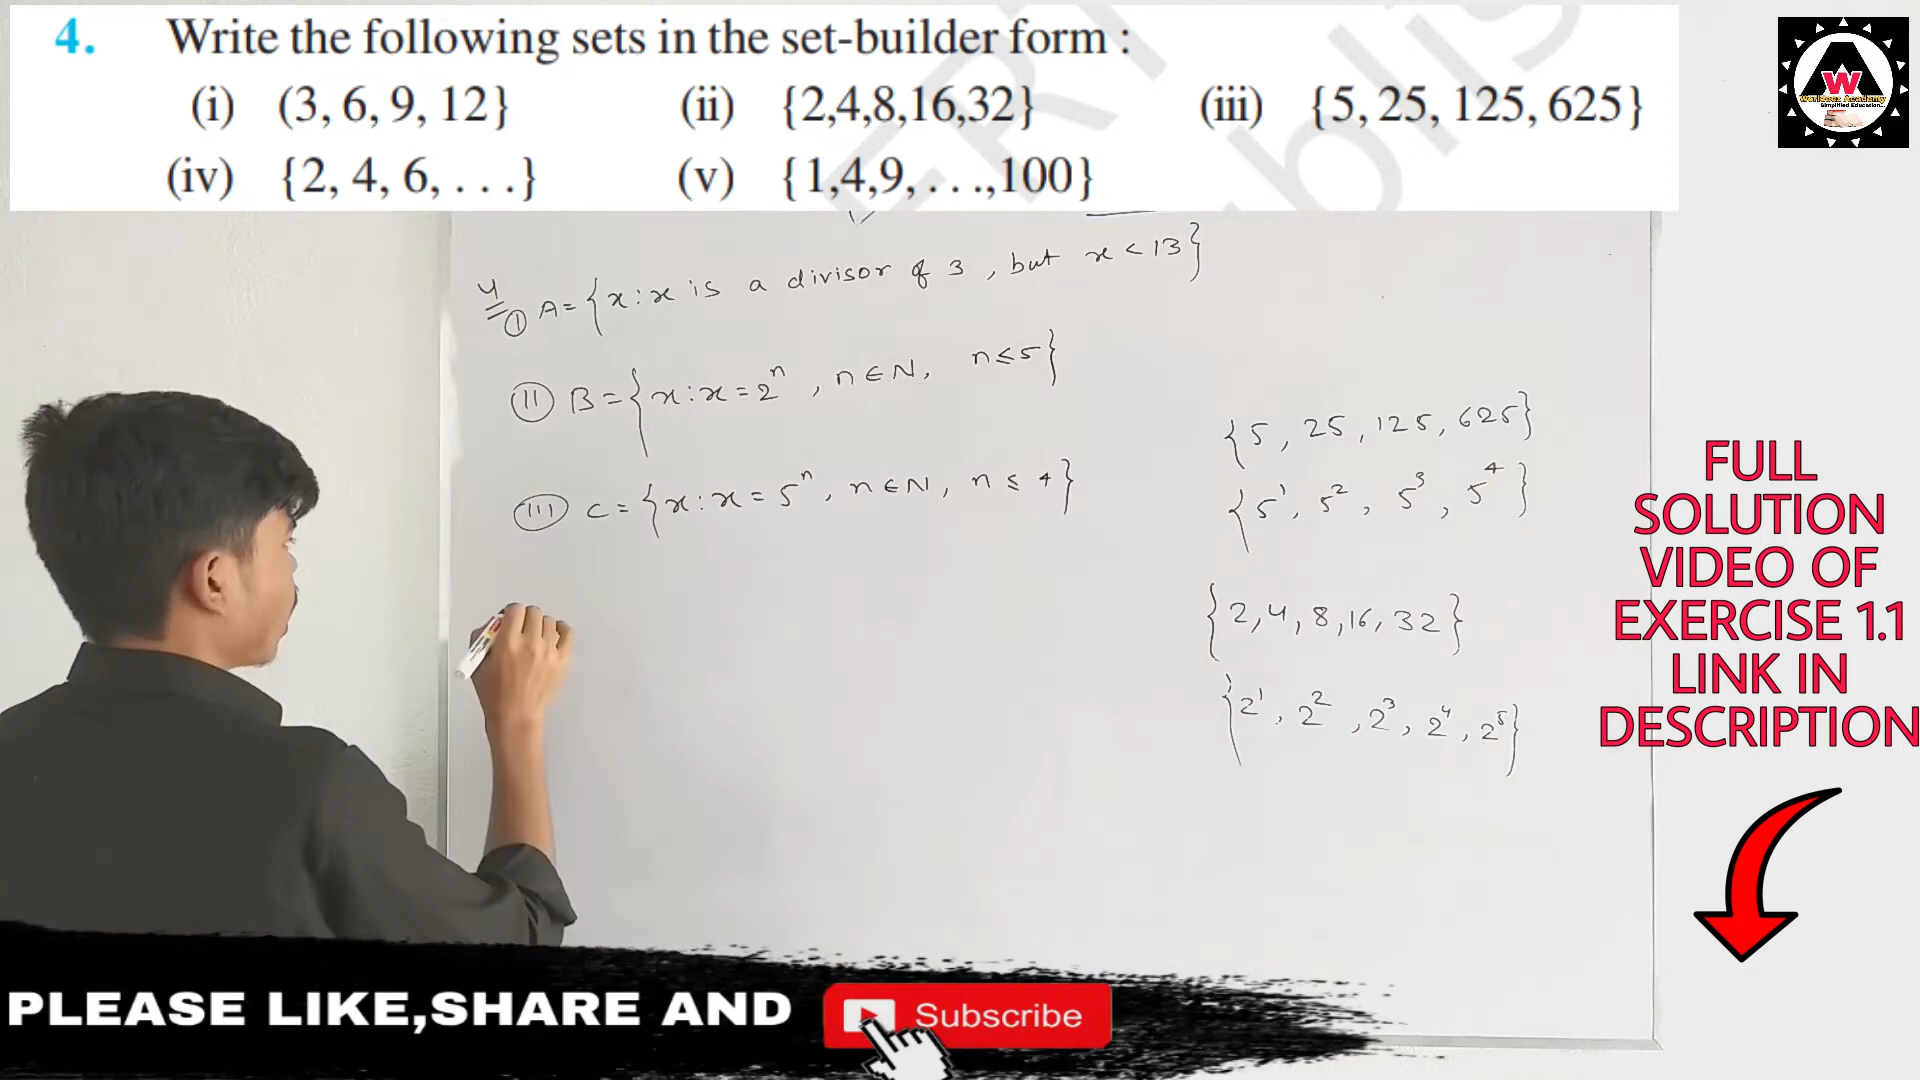 4. Write the following sets in the set-builder form :
(i) (3, 6, 9, 12} (ii) {2,4,8,16,32} (iii) {5, 25, 125, 625}
(iv) {2, 4, 6, . . .} (v) {1,4,9, . . .,100}
W
Simplified Education...
4 (I) A={x:x is a divisor of 3 , but x < 13}
(II) B={x:x=2ⁿ , n∈N, n≤5}
(III) C={x:x=5ⁿ, n∈N, n≤4}
{5, 25, 125, 625}
{5¹, 5², 5³, 5⁴}
{2,4,8,16,32}
{2¹, 2², 2³, 2⁴, 2⁵}
FULL
SOLUTION
VIDEO OF
EXERCISE 1.1
LINK IN
DESCRIPTION
PLEASE LIKE,SHARE AND Subscribe